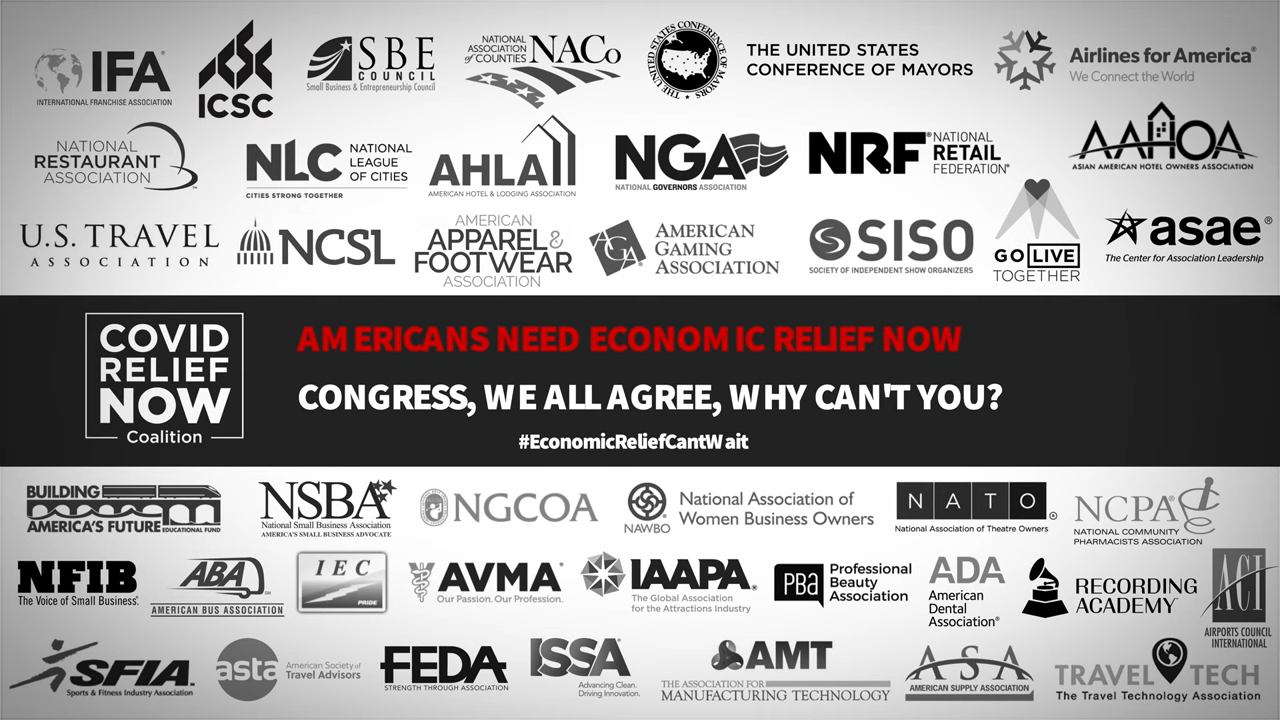 IFA®
INTERNATIONAL FRANCHISE ASSOCIATION
ICSC
SBE
COUNCIL
Small Business & Entrepreneurship Council
NATIONAL
ASSOCIATION
of COUNTIES
NACo
THE UNITED STATES CONFERENCE OF MAYORS
THE UNITED STATES
CONFERENCE OF MAYORS
Airlines for America®
We Connect the World
NATIONAL
RESTAURANT
ASSOCIATION
NLC
NATIONAL
LEAGUE
OF CITIES
CITIES STRONG TOGETHER
AHLA
AMERICAN HOTEL & LODGING ASSOCIATION
NGA
NATIONAL GOVERNORS ASSOCIATION
NRF®
NATIONAL
RETAIL
FEDERATION®
AAHOA
ASIAN AMERICAN HOTEL OWNERS ASSOCIATION
U.S. TRAVEL
ASSOCIATION
NCSL
AMERICAN
APPAREL &
FOOTWEAR
ASSOCIATION
AGA
AMERICAN
GAMING
ASSOCIATION
SISO
SOCIETY OF INDEPENDENT SHOW ORGANIZERS
GO LIVE
TOGETHER
asae®
The Center for Association Leadership
COVID
RELIEF
NOW
Coalition
AMERICANS NEED ECONOMIC RELIEF NOW
CONGRESS, WE ALL AGREE, WHY CAN'T YOU?
#EconomicReliefCantWait
BUILDING
AMERICA'S FUTURE EDUCATIONAL FUND
NSBA
National Small Business Association
AMERICA'S SMALL BUSINESS ADVOCATE
NGCOA
NAWBO
National Association of
Women Business Owners
NATO®
National Association of Theatre Owners
NCPA
NATIONAL COMMUNITY
PHARMACISTS ASSOCIATION
NFIB
The Voice of Small Business®
ABA
AMERICAN BUS ASSOCIATION
IEC
PRIDE
AVMA®
Our Passion. Our Profession.
IAAPA®
The Global Association
for the Attractions Industry
PBa
Professional
Beauty
Association
ADA
American
Dental
Association®
RECORDING
ACADEMY
ACI
AIRPORTS COUNCIL
INTERNATIONAL
SFIA
Sports & Fitness Industry Association
asta
American Society of
Travel Advisors
FEDA
STRENGTH THROUGH ASSOCIATION
ISSA®
Advancing Clean.
Driving Innovation.
AMT
THE ASSOCIATION FOR
MANUFACTURING TECHNOLOGY
ASA
AMERICAN SUPPLY ASSOCIATION
TRAVEL TECH
The Travel Technology Association